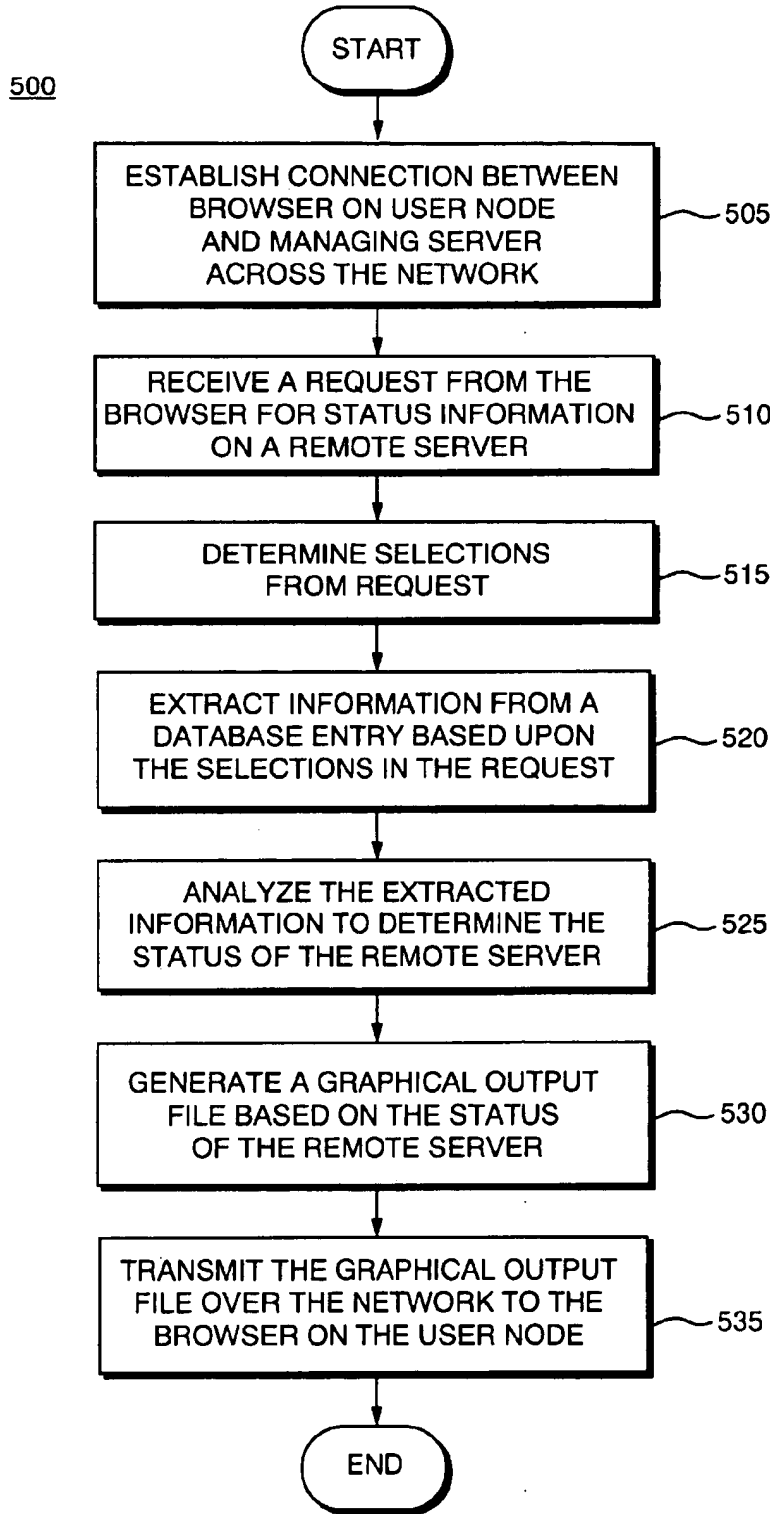 START
500
ESTABLISH CONNECTION BETWEEN
BROWSER ON USER NODE
AND MANAGING SERVER
ACROSS THE NETWORK
505
RECEIVE A REQUEST FROM THE
BROWSER FOR STATUS INFORMATION
ON A REMOTE SERVER
510
DETERMINE SELECTIONS
FROM REQUEST
515
EXTRACT INFORMATION FROM A
DATABASE ENTRY BASED UPON
THE SELECTIONS IN THE REQUEST
520
ANALYZE THE EXTRACTED
INFORMATION TO DETERMINE THE
STATUS OF THE REMOTE SERVER
525
GENERATE A GRAPHICAL OUTPUT
FILE BASED ON THE STATUS
OF THE REMOTE SERVER
530
TRANSMIT THE GRAPHICAL OUTPUT
FILE OVER THE NETWORK TO THE
BROWSER ON THE USER NODE
535
END